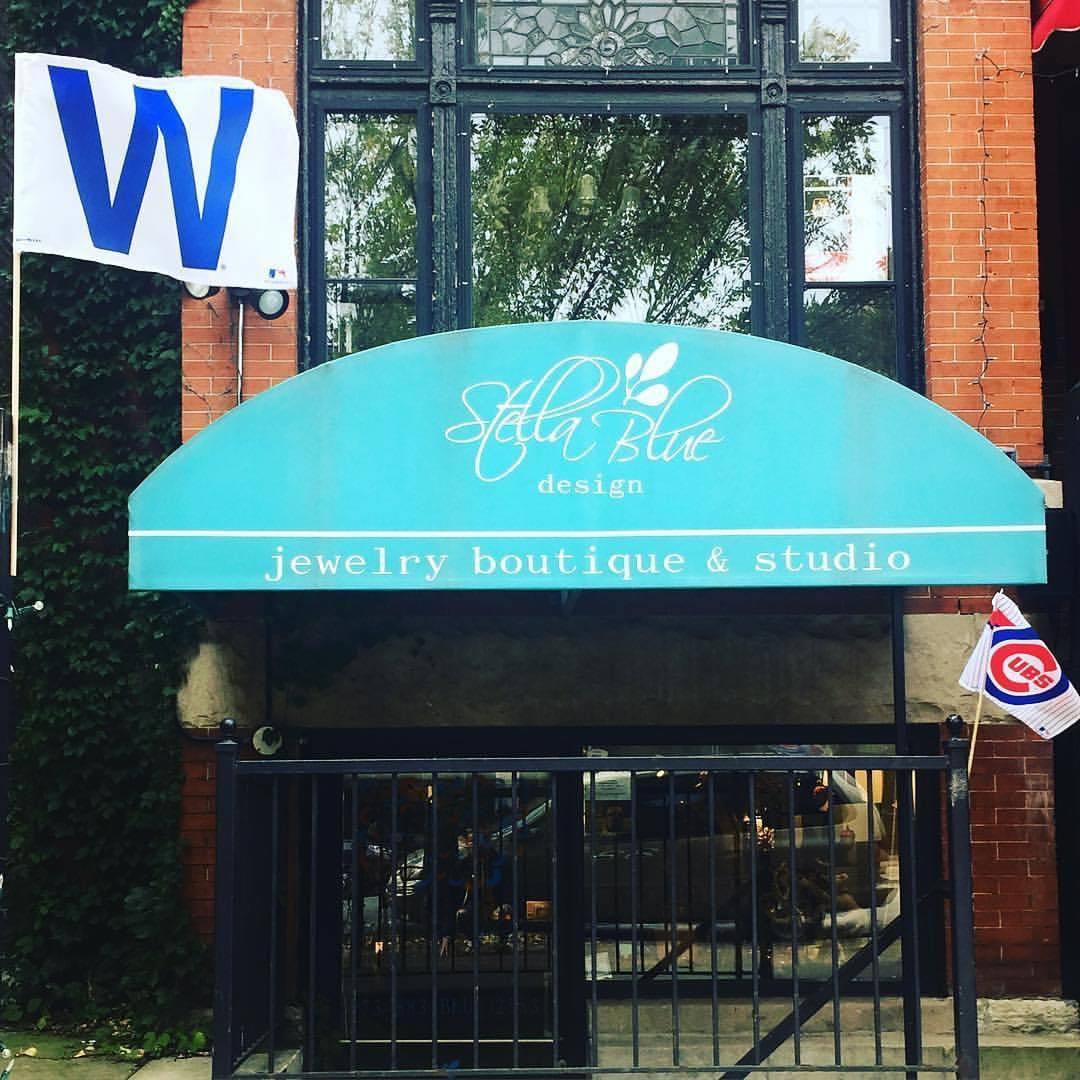 W
Stella Blue
design
jewelry boutique & studio
CUBS